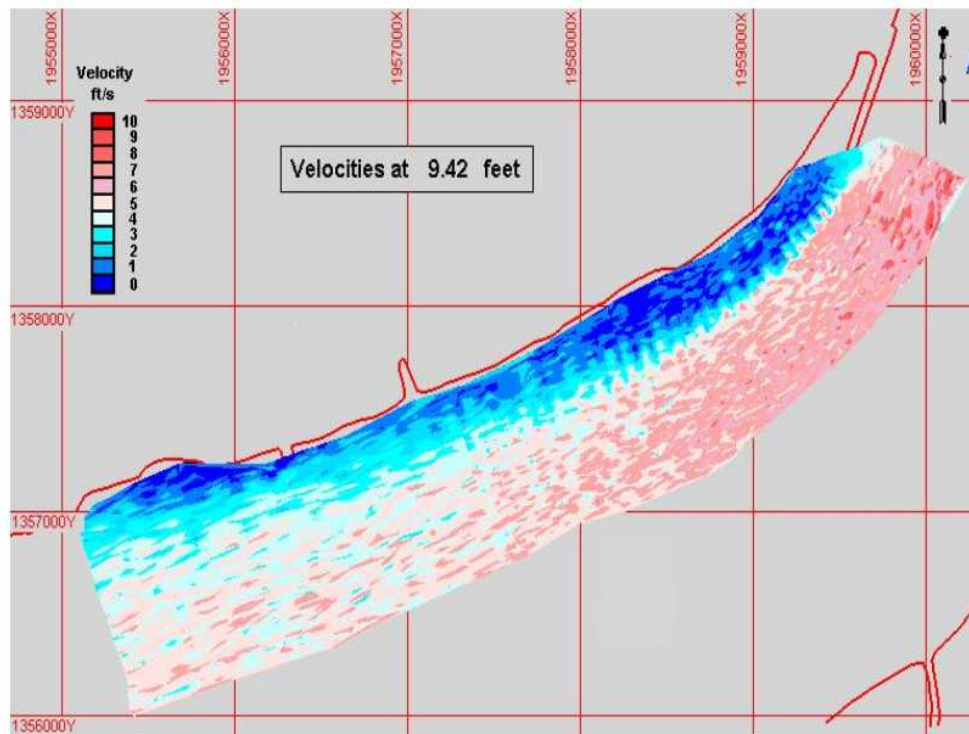 1955000X
1956000X
1957000X
1958000X
1959000X
1960000X
Velocity
ft/s
10
9
8
7
6
5
4
3
2
1
0
1359000Y
Velocities at 9.42 feet
1358000Y
1357000Y
1356000Y